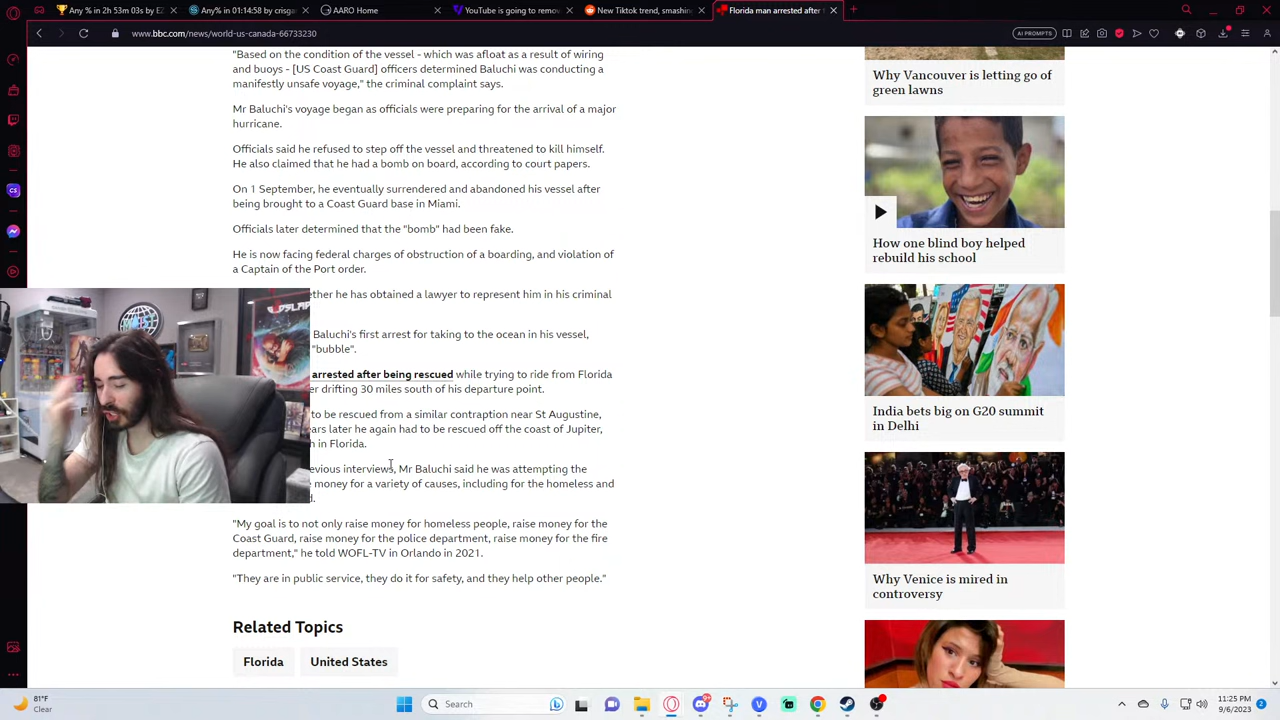 Any % in 2h 53m 03s by EZ
Any% in 01:14:58 by crisgar
AARO Home
YouTube is going to remov
New Tiktok trend, smashin
Florida man arrested after t
www.bbc.com/news/world-us-canada-66733230
AI PROMPTS
"Based on the condition of the vessel - which was afloat as a result of wiring
and buoys - [US Coast Guard] officers determined Baluchi was conducting a
manifestly unsafe voyage," the criminal complaint says.
Mr Baluchi's voyage began as officials were preparing for the arrival of a major
hurricane.
Officials said he refused to step off the vessel and threatened to kill himself.
He also claimed that he had a bomb on board, according to court papers.
On 1 September, he eventually surrendered and abandoned his vessel after
being brought to a Coast Guard base in Miami.
Officials later determined that the "bomb" had been fake.
He is now facing federal charges of obstruction of a boarding, and violation of
a Captain of the Port order.
ether he has obtained a lawyer to represent him in his criminal
Baluchi's first arrest for taking to the ocean in his vessel,
"bubble".
arrested after being rescued while trying to ride from Florida
er drifting 30 miles south of his departure point.
to be rescued from a similar contraption near St Augustine,
ars later he again had to be rescued off the coast of Jupiter,
h in Florida.
evious interviews, Mr Baluchi said he was attempting the
money for a variety of causes, including for the homeless and
d.
"My goal is to not only raise money for homeless people, raise money for the
Coast Guard, raise money for the police department, raise money for the fire
department," he told WOFL-TV in Orlando in 2021.
"They are in public service, they do it for safety, and they help other people."
Related Topics
Florida
United States
Why Vancouver is letting go of
green lawns
How one blind boy helped
rebuild his school
India bets big on G20 summit
in Delhi
Why Venice is mired in
controversy
81°F
Clear
Search
11:25 PM
9/6/2023